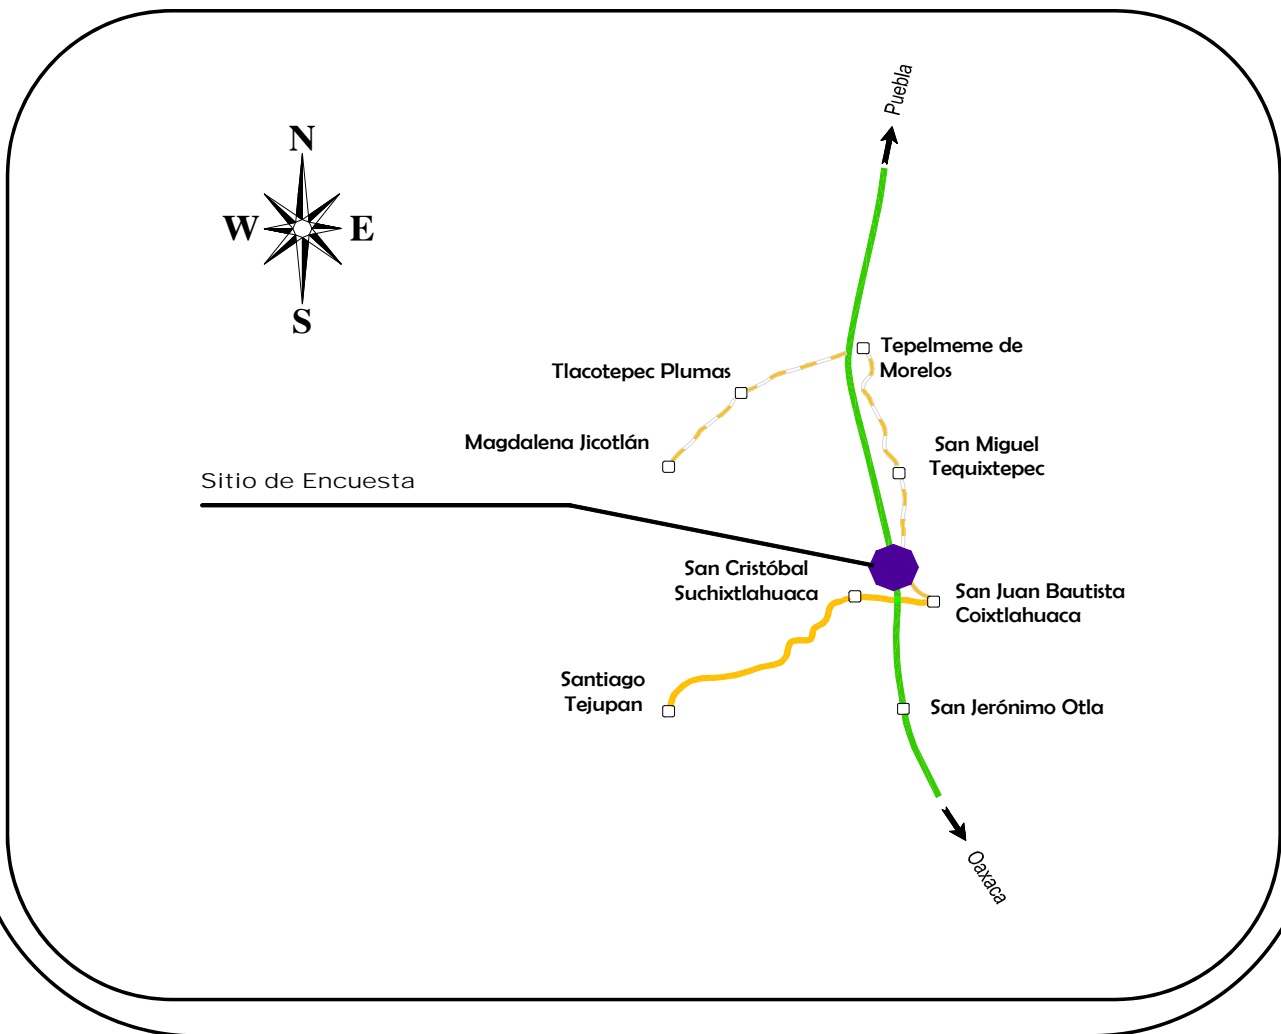 Puebla
N
W
E
S
Tepelmeme de
Morelos
Tlacotepec Plumas
Magdalena Jicotlán
San Miguel
Tequixtepec
Sitio de Encuesta
San Cristóbal
Suchixtlahuaca
San Juan Bautista
Coixtlahuaca
Santiago
Tejupan
San Jerónimo Otla
Oaxaca